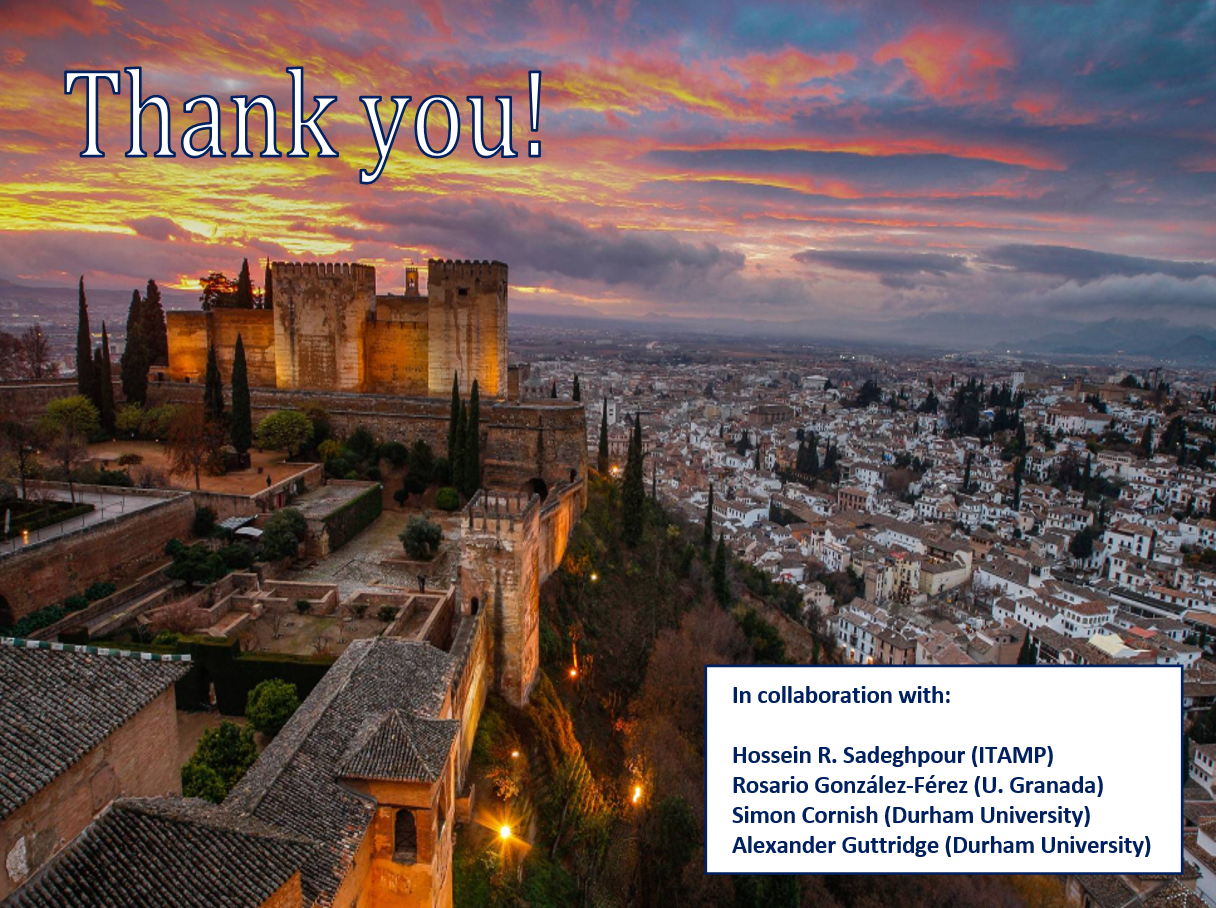 Thank you!
In collaboration with:
Hossein R. Sadeghpour (ITAMP)
Rosario González-Férez (U. Granada)
Simon Cornish (Durham University)
Alexander Guttridge (Durham University)